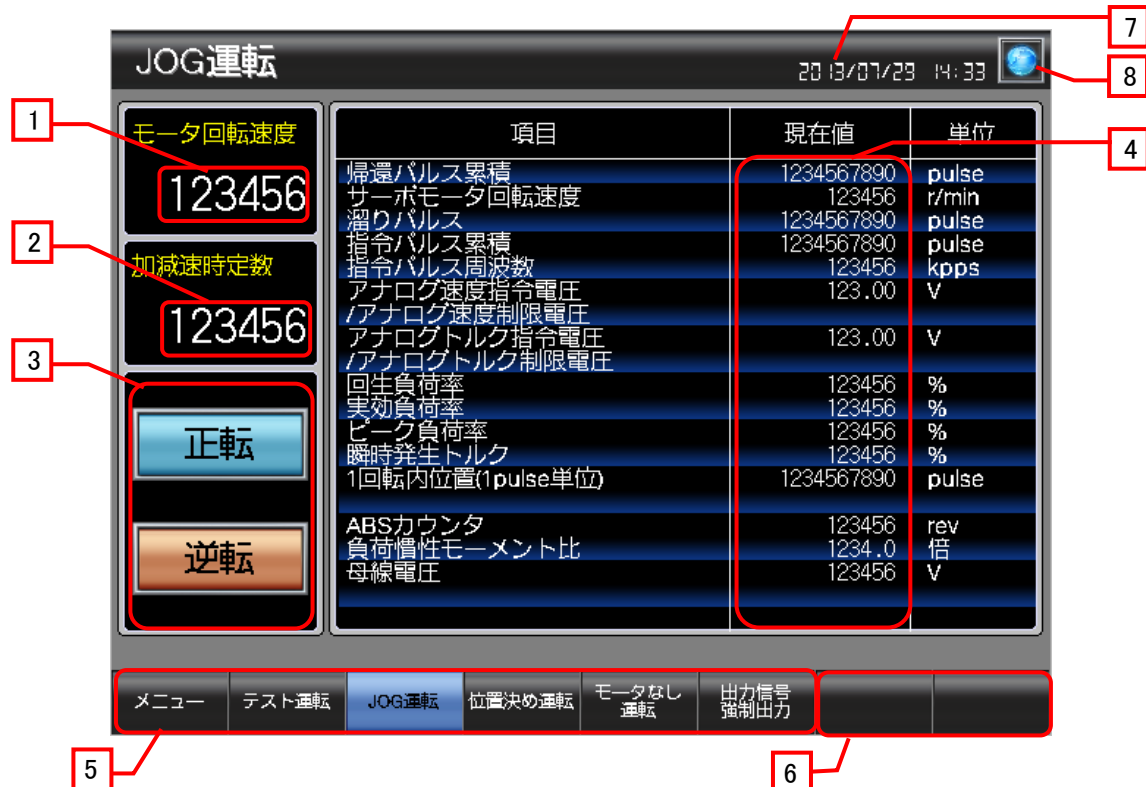 7
JOG運転
2013/07/29 14:33
8
1
モータ回転速度
123456
項目 現在値 単位
4
帰還パルス累積 1234567890 pulse
サーボモータ回転速度 123456 r/min
溜りパルス 1234567890 pulse
2
指令パルス累積 1234567890 pulse
加減速時定数
指令パルス周波数 123456 kpps
アナログ速度指令電圧 123.00 V
/アナログ速度制限電圧
123456
アナログトルク指令電圧 123.00 V
/アナログトルク制限電圧
3
回生負荷率 123456 %
実効負荷率 123456 %
ピーク負荷率 123456 %
瞬時発生トルク 123456 %
正転
1回転内位置(1pulse単位) 1234567890 pulse
ABSカウンタ 123456 rev
負荷慣性モーメント比 1234.0 倍
逆転
母線電圧 123456 V
メニュー
テスト運転
JOG運転
位置決め運転
モータなし
運転
出力信号
強制出力
5
6